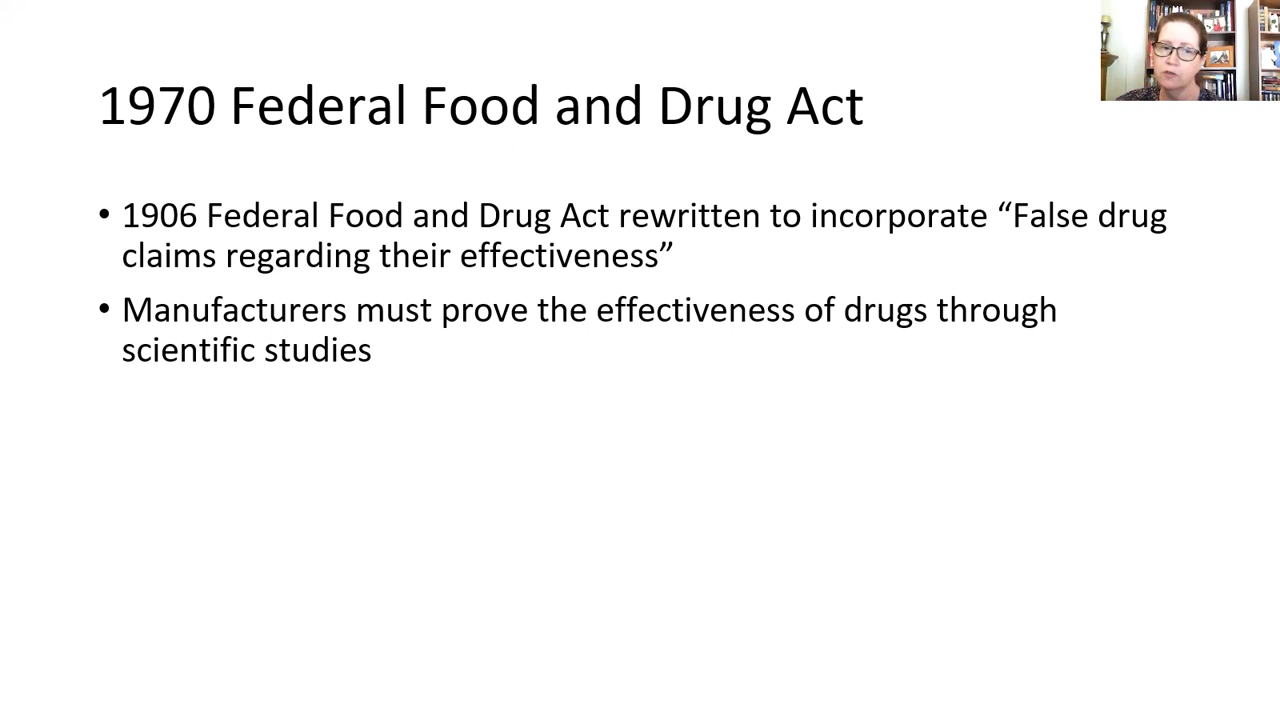 1970 Federal Food and Drug Act
• 1906 Federal Food and Drug Act rewritten to incorporate “False drug
claims regarding their effectiveness”
• Manufacturers must prove the effectiveness of drugs through
scientific studies